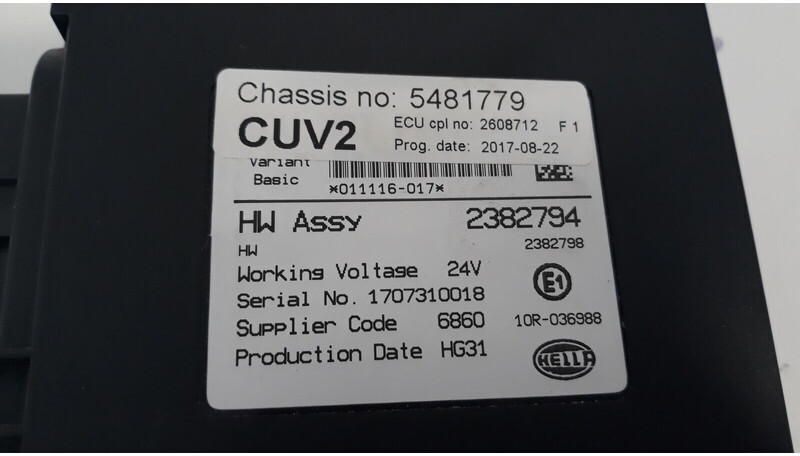 Chassis no: 5481779
CUV2 ECU cpl no: 2608712 F 1
Prog. date: 2017-08-22
Variant
Basic
*011116-017*
HW Assy 2382794
HW 2382798
Working Voltage 24V
E1
Serial No. 1707310018
Supplier Code 6860 10R-036988
Production Date HG31
HELLA